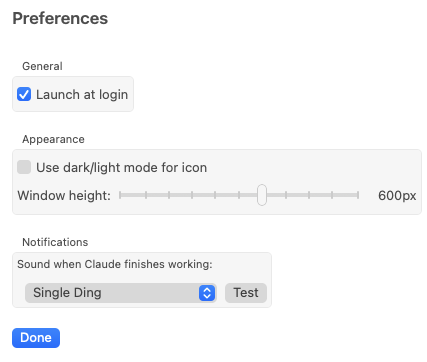 Preferences
General
Launch at login
Appearance
Use dark/light mode for icon
Window height: 600px
Notifications
Sound when Claude finishes working:
Single Ding Test
Done